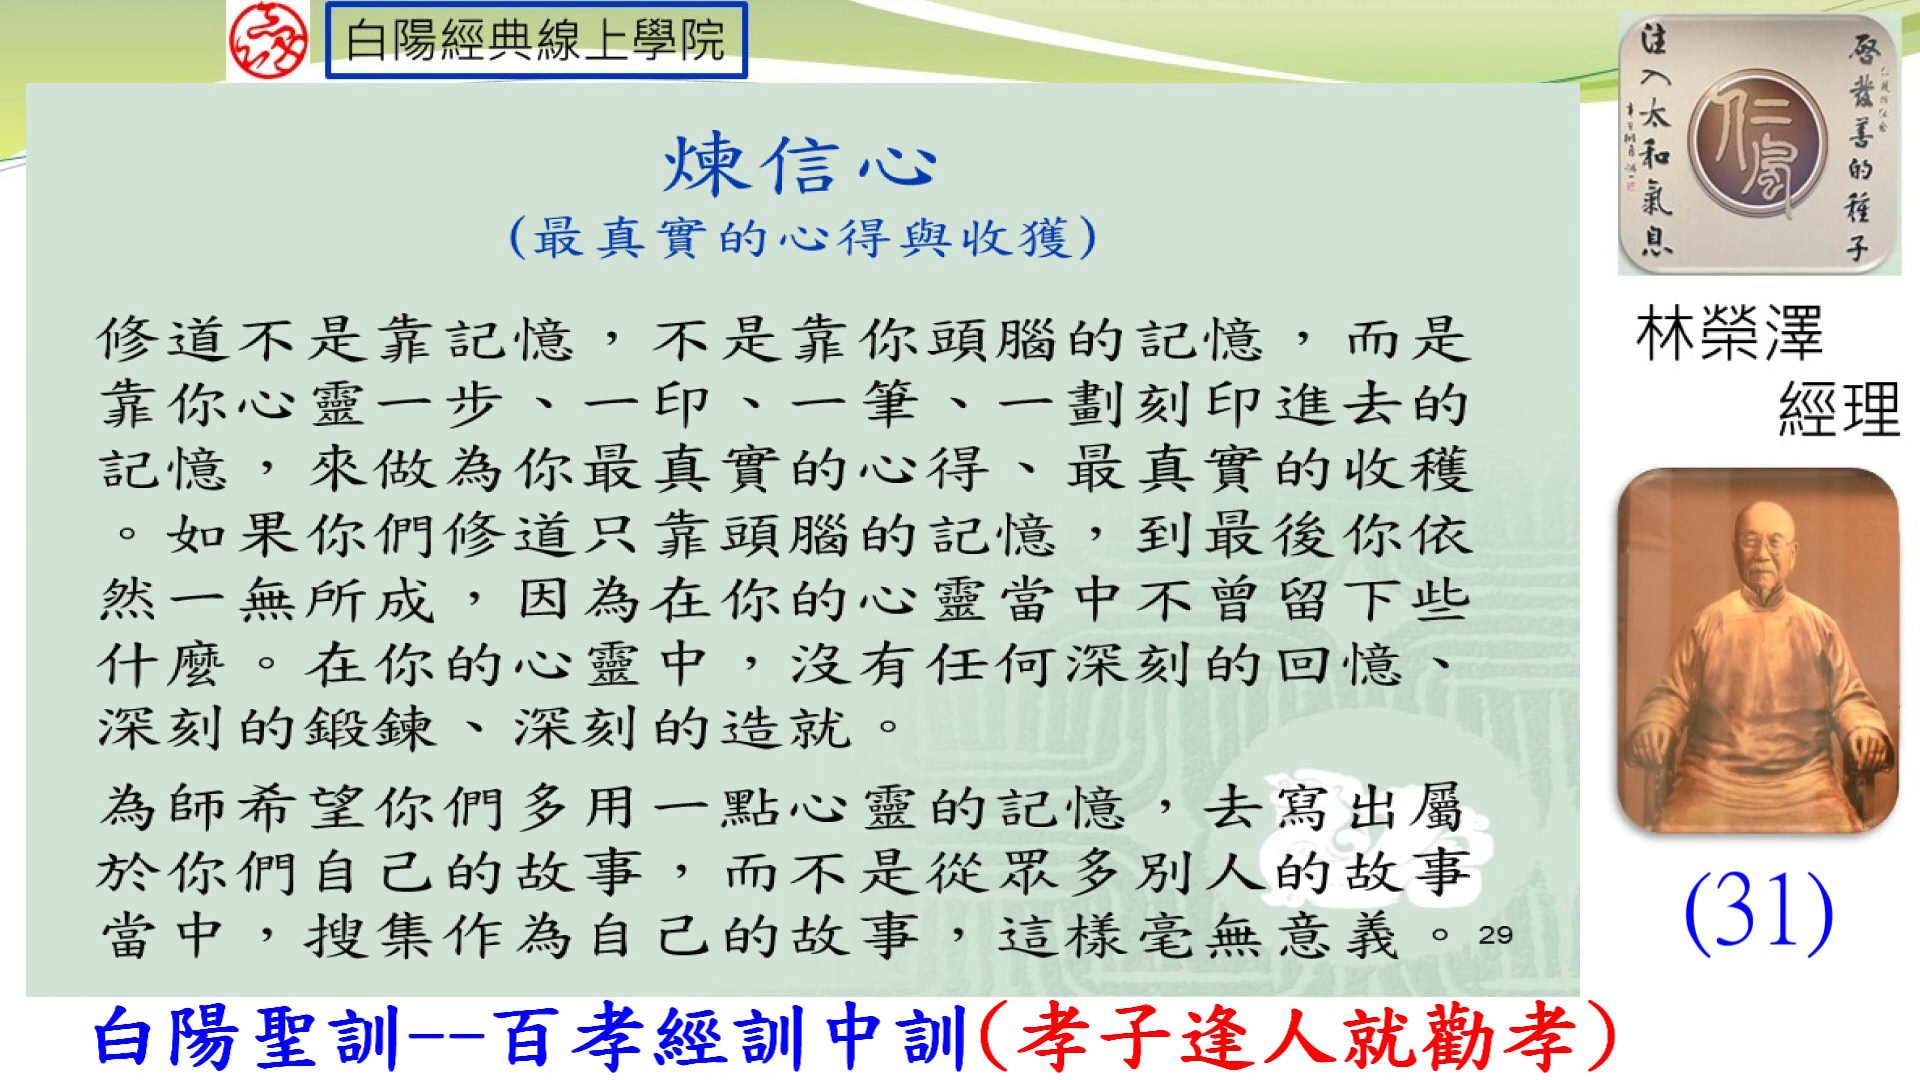 白陽經典線上學院
啓發善的種子
注入太和氣息
林榮澤
經理
煉信心
(最真實的心得與收獲)
修道不是靠記憶，不是靠你頭腦的記憶，而是
靠你心靈一步、一印、一筆、一劃刻印進去的
記憶，來做為你最真實的心得、最真實的收穫
。如果你們修道只靠頭腦的記憶，到最後你依
然一無所成，因為在你的心靈當中不曾留下些
什麼。在你的心靈中，沒有任何深刻的回憶、
深刻的鍛鍊、深刻的造就。
為師希望你們多用一點心靈的記憶，去寫出屬
於你們自己的故事，而不是從眾多別人的故事
當中，搜集作為自己的故事，這樣毫無意義。
29
(31)
白陽聖訓--百孝經訓中訓(孝子逢人就勸孝)